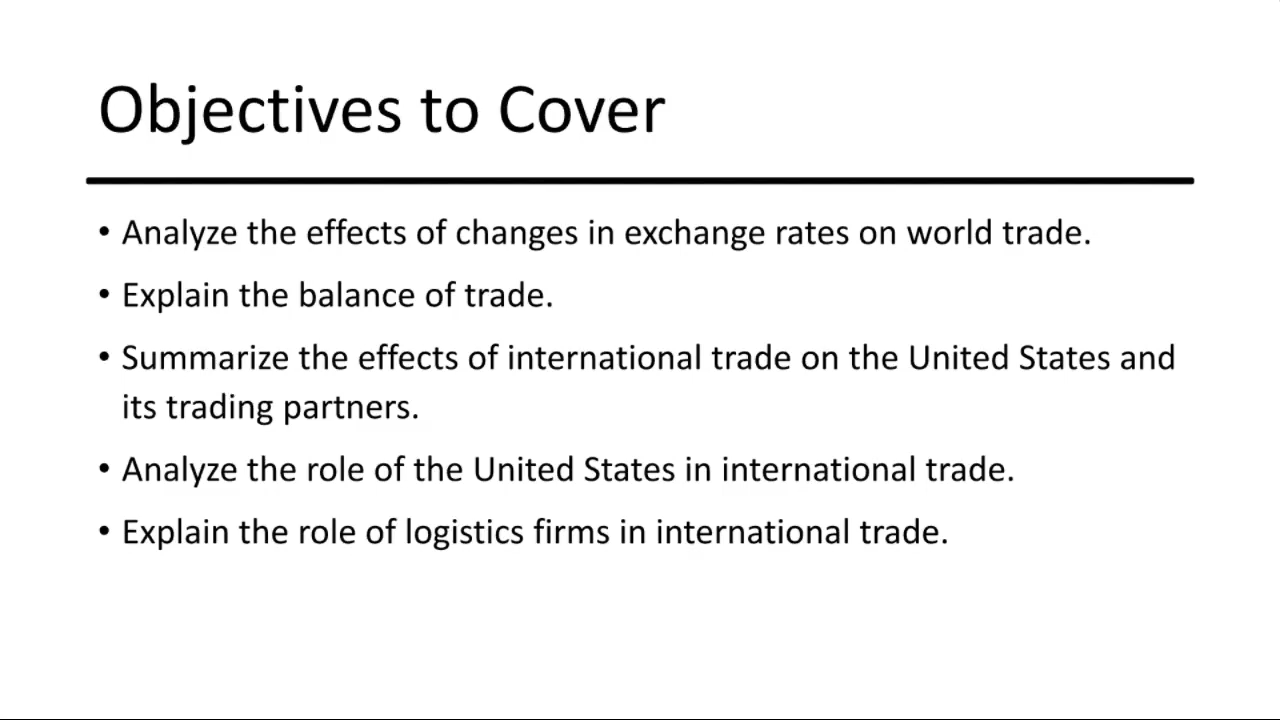 Objectives to Cover
• Analyze the effects of changes in exchange rates on world trade.
• Explain the balance of trade.
• Summarize the effects of international trade on the United States and
its trading partners.
• Analyze the role of the United States in international trade.
• Explain the role of logistics firms in international trade.